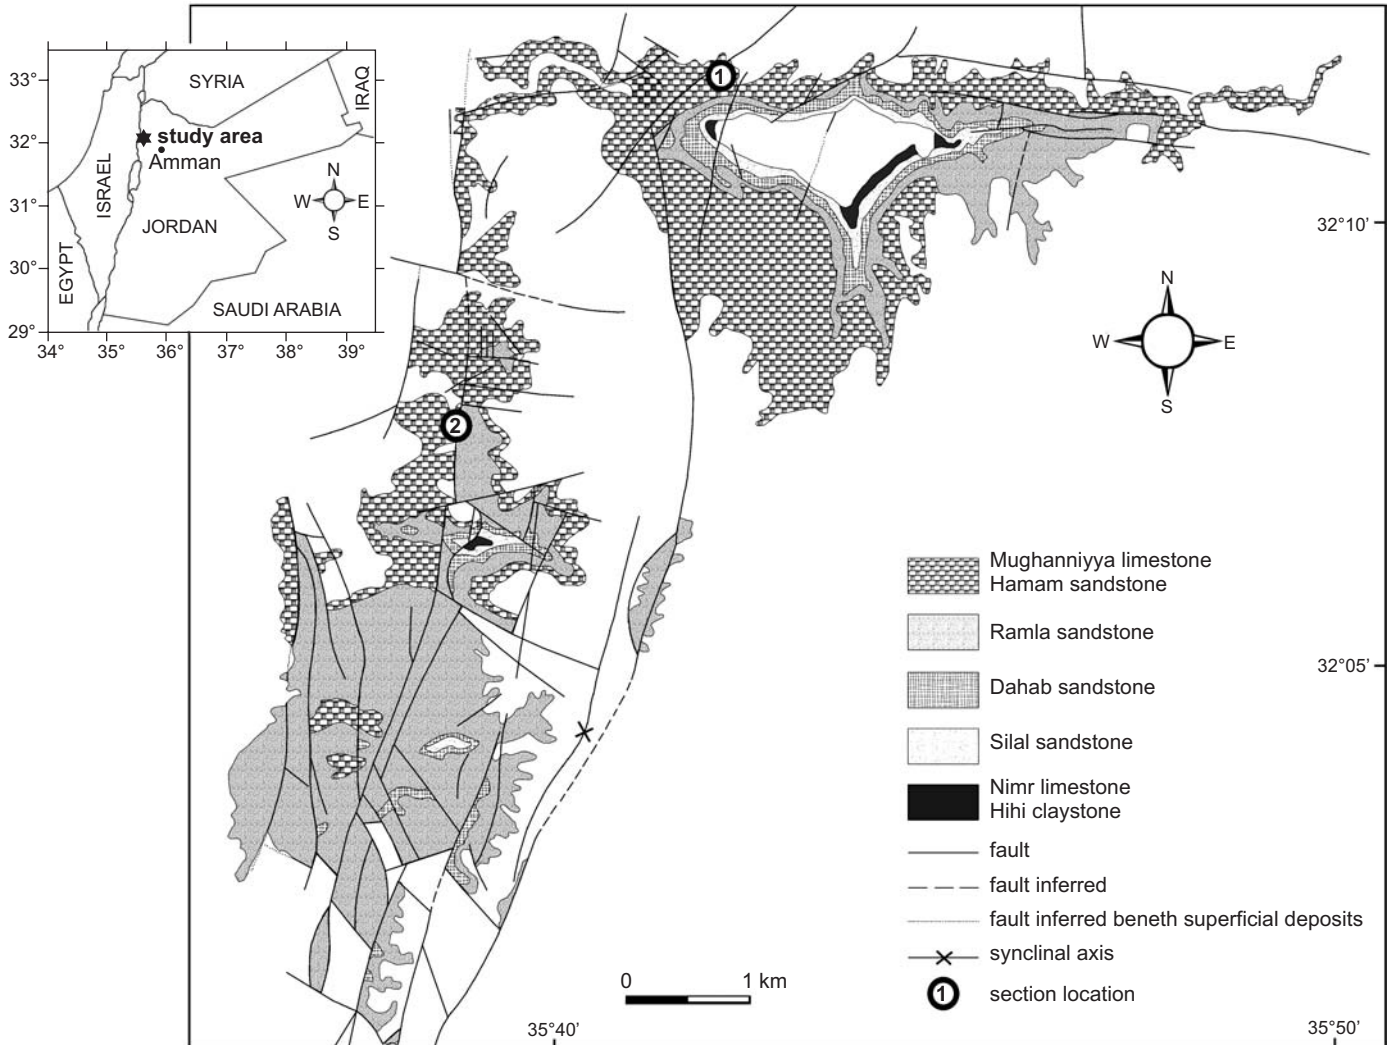 33°
32°
31°
30°
29°
34°
35°
36°
37°
38°
39°
SYRIA
IRAQ
study area
Amman
ISRAEL
JORDAN
EGYPT
SAUDI ARABIA
N
W
E
S
1
2
32°10'
N
W
E
S
32°05'
Mughanniyya limestone
Hamam sandstone
Ramla sandstone
Dahab sandstone
Silal sandstone
Nimr limestone
Hihi claystone
fault
fault inferred
fault inferred beneth superficial deposits
synclinal axis
1
section location
0
1 km
35°40'
35°50'